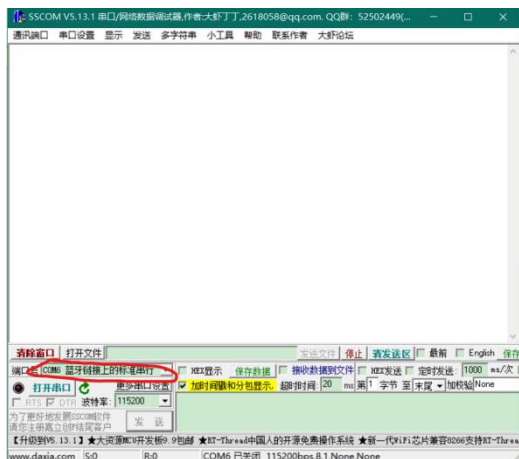 SSCOM V5.13.1 串口/网络数据调试器,作者:大虾丁丁,2618058@qq.com. QQ群: 52502449(...
通讯端口 串口设置 显示 发送 多字符串 小工具 帮助 联系作者 大虾论坛
清除窗口 打开文件 发送文件 停止 清发送区 最前 English 保存
端口号 COM6 蓝牙链接上的标准串行 HEX显示 保存数据 接收数据到文件 HEX发送 定时发送: 1000 ms/次
打开串口 更多串口设置 加时间戳和分包显示, 超时时间: 20 ms 第 1 字节 至 末尾 加校验 None
RTS DTR 波特率: 115200
为了更好地发展SSCOM软件
请您注册嘉立创F结尾客户
发 送
【升级到V5.13.1】★大资源MCU开发板9.9包邮 ★RT-Thread中国人的开源免费操作系统 ★新一代WiFi芯片兼容8266支持RT-Threa
www.daxia.com S:0 R:0 COM6 已关闭 115200bps,8,1,None,None